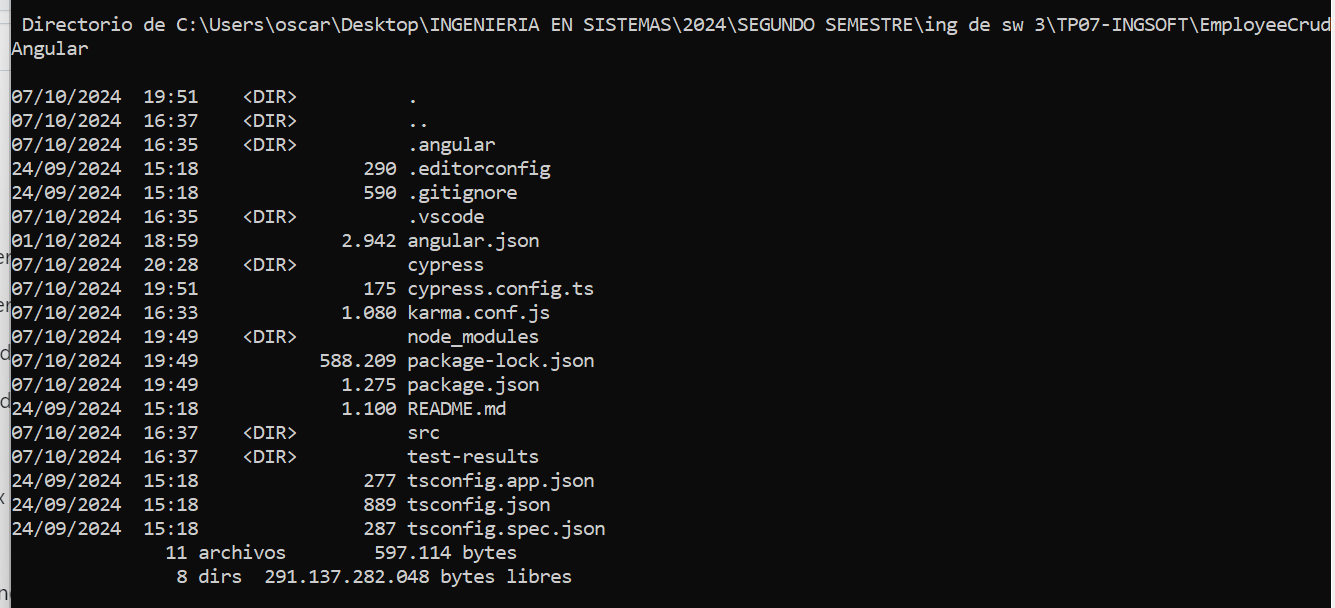 Directorio de C:\Users\oscar\Desktop\INGENIERIA EN SISTEMAS\2024\SEGUNDO SEMESTRE\ing de sw 3\TP07-INGSOFT\EmployeeCrud
Angular
07/10/2024  19:51    <DIR>          .
07/10/2024  16:37    <DIR>          ..
07/10/2024  16:35    <DIR>          .angular
24/09/2024  15:18               290 .editorconfig
24/09/2024  15:18               590 .gitignore
07/10/2024  16:35    <DIR>          .vscode
01/10/2024  18:59             2.942 angular.json
07/10/2024  20:28    <DIR>          cypress
07/10/2024  19:51               175 cypress.config.ts
07/10/2024  16:33             1.080 karma.conf.js
07/10/2024  19:49    <DIR>          node_modules
07/10/2024  19:49           588.209 package-lock.json
07/10/2024  19:49             1.275 package.json
24/09/2024  15:18             1.100 README.md
07/10/2024  16:37    <DIR>          src
07/10/2024  16:37    <DIR>          test-results
24/09/2024  15:18               277 tsconfig.app.json
24/09/2024  15:18               889 tsconfig.json
24/09/2024  15:18               287 tsconfig.spec.json
11 archivos        597.114 bytes
8 dirs  291.137.282.048 bytes libres